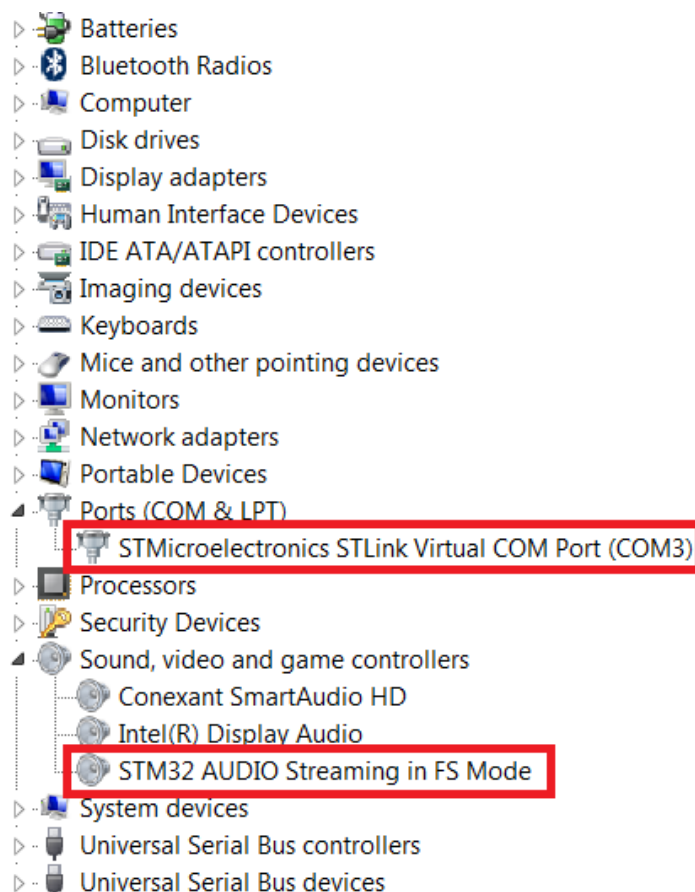 Batteries
Bluetooth Radios
Computer
Disk drives
Display adapters
Human Interface Devices
IDE ATA/ATAPI controllers
Imaging devices
Keyboards
Mice and other pointing devices
Monitors
Network adapters
Portable Devices
Ports (COM & LPT)
STMicroelectronics STLink Virtual COM Port (COM3)
Processors
Security Devices
Sound, video and game controllers
Conexant SmartAudio HD
Intel(R) Display Audio
STM32 AUDIO Streaming in FS Mode
System devices
Universal Serial Bus controllers
Universal Serial Bus devices